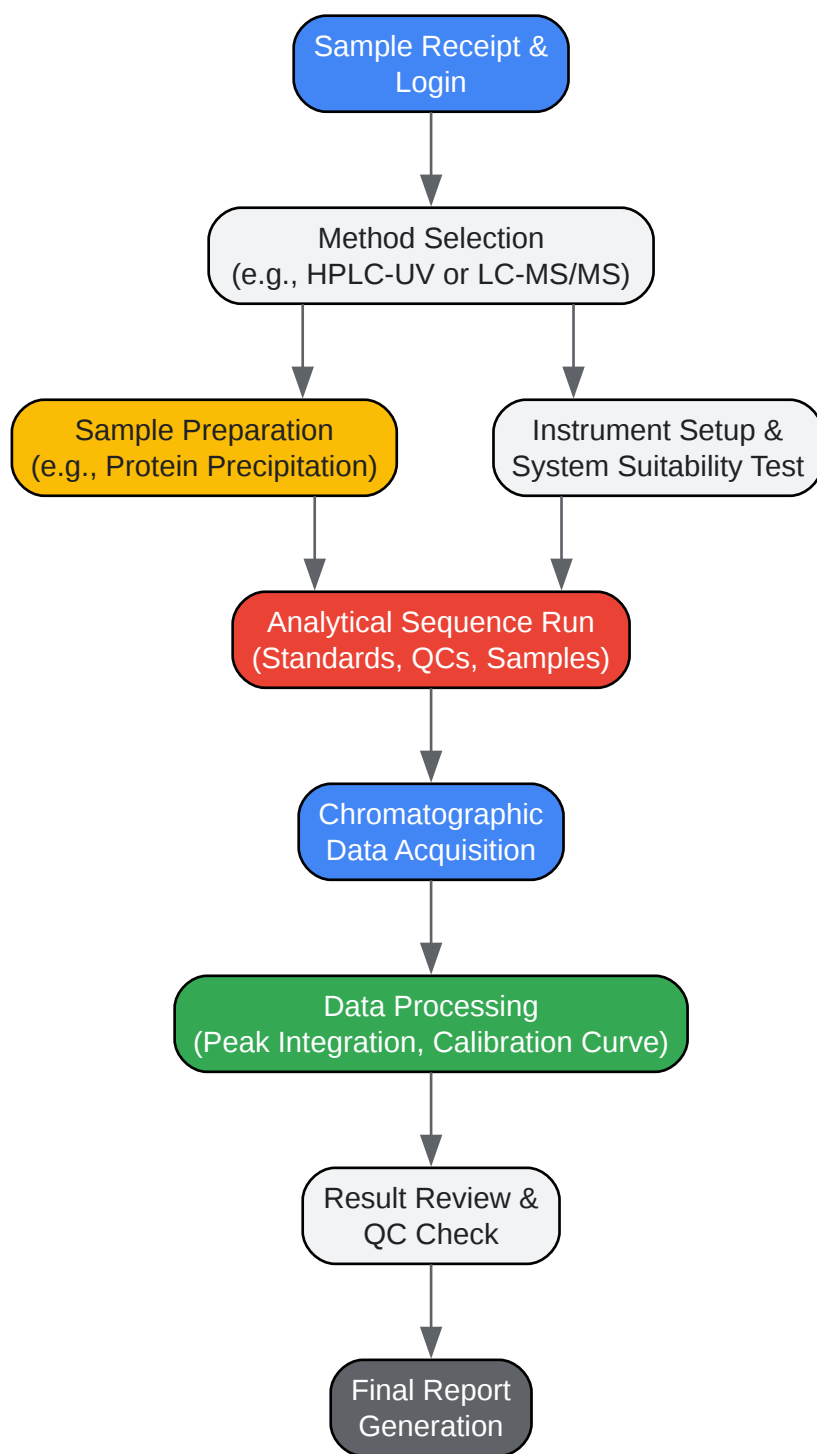 Sample Receipt &
Login
Method Selection
(e.g., HPLC-UV or LC-MS/MS)
Sample Preparation
(e.g., Protein Precipitation)
Instrument Setup &
System Suitability Test
Analytical Sequence Run
(Standards, QCs, Samples)
Chromatographic
Data Acquisition
Data Processing
(Peak Integration, Calibration Curve)
Result Review &
QC Check
Final Report
Generation